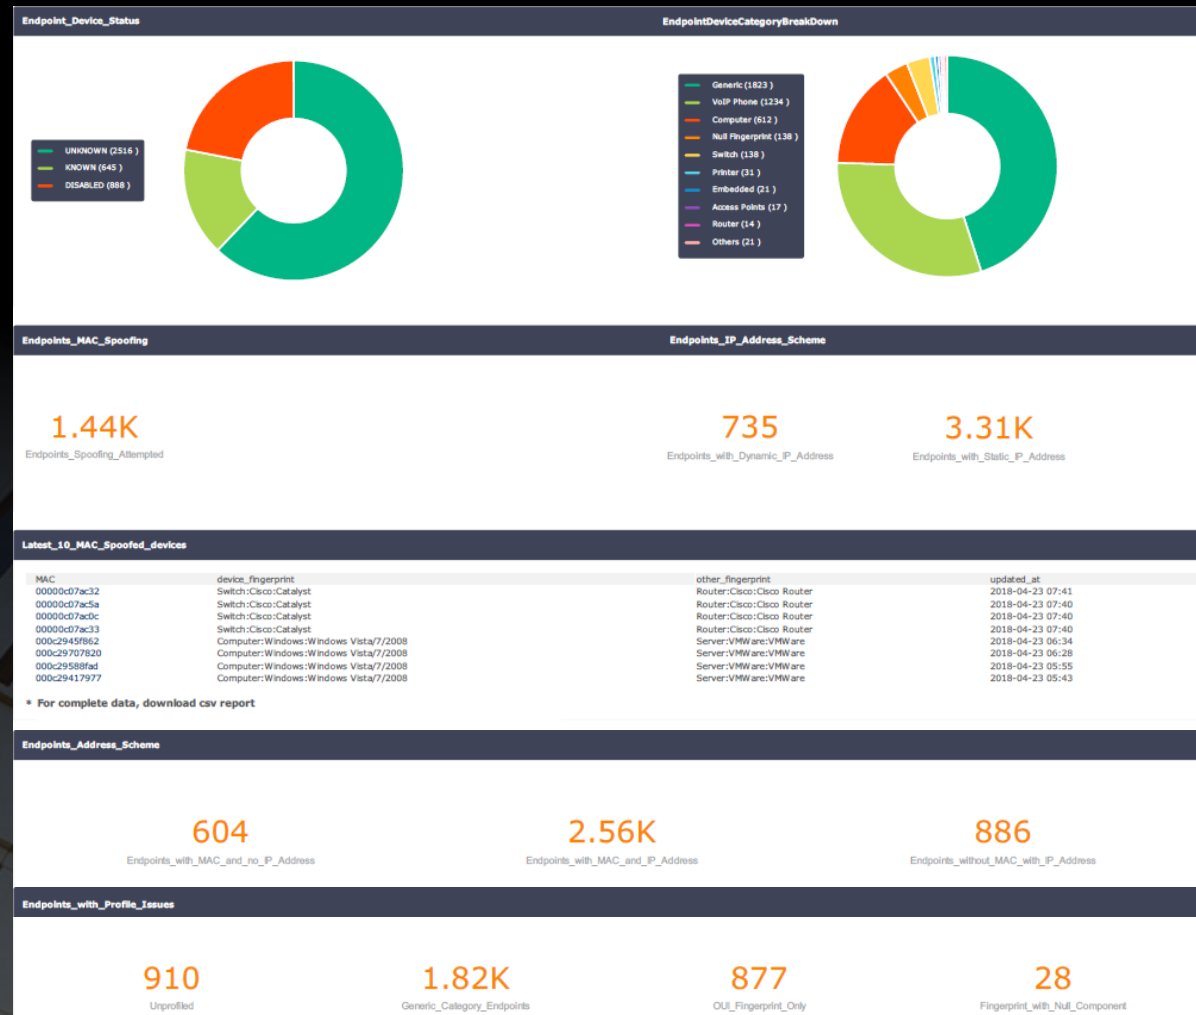 Endpoint_Device_Status
EndpointDeviceCategoryBreakDown
UNKNOWN (2516 )
KNOWN (645 )
DISABLED (888 )
Generic (1823 )
VoIP Phone (1234 )
Computer (612 )
Null Fingerprint (138 )
Switch (138 )
Printer (31 )
Embedded (21 )
Access Points (17 )
Router (14 )
Others (21 )
Endpoints_MAC_Spoofing
Endpoints_IP_Address_Scheme
1.44K
Endpoints_Spoofing_Attempted
735
Endpoints_with_Dynamic_IP_Address
3.31K
Endpoints_with_Static_IP_Address
Latest_10_MAC_Spoofed_devices
MAC device_fingerprint other_fingerprint updated_at
00000c07ac32 Switch:Cisco:Catalyst Router:Cisco:Cisco Router 2018-04-23 07:41
00000c07ac5a Switch:Cisco:Catalyst Router:Cisco:Cisco Router 2018-04-23 07:40
00000c07ac0c Switch:Cisco:Catalyst Router:Cisco:Cisco Router 2018-04-23 07:40
00000c07ac33 Switch:Cisco:Catalyst Router:Cisco:Cisco Router 2018-04-23 07:40
000c2945f862 Computer:Windows:Windows Vista/7/2008 Server:VMWare:VMWare 2018-04-23 06:34
000c29707820 Computer:Windows:Windows Vista/7/2008 Server:VMWare:VMWare 2018-04-23 06:28
000c29588fad Computer:Windows:Windows Vista/7/2008 Server:VMWare:VMWare 2018-04-23 05:55
000c29417977 Computer:Windows:Windows Vista/7/2008 Server:VMWare:VMWare 2018-04-23 05:43
* For complete data, download csv report
Endpoints_Address_Scheme
604
Endpoints_with_MAC_and_no_IP_Address
2.56K
Endpoints_with_MAC_and_IP_Address
886
Endpoints_without_MAC_with_IP_Address
Endpoints_with_Profile_Issues
910
Unprofiled
1.82K
Generic_Category_Endpoints
877
OUI_Fingerprint_Only
28
Fingerprint_with_Null_Component